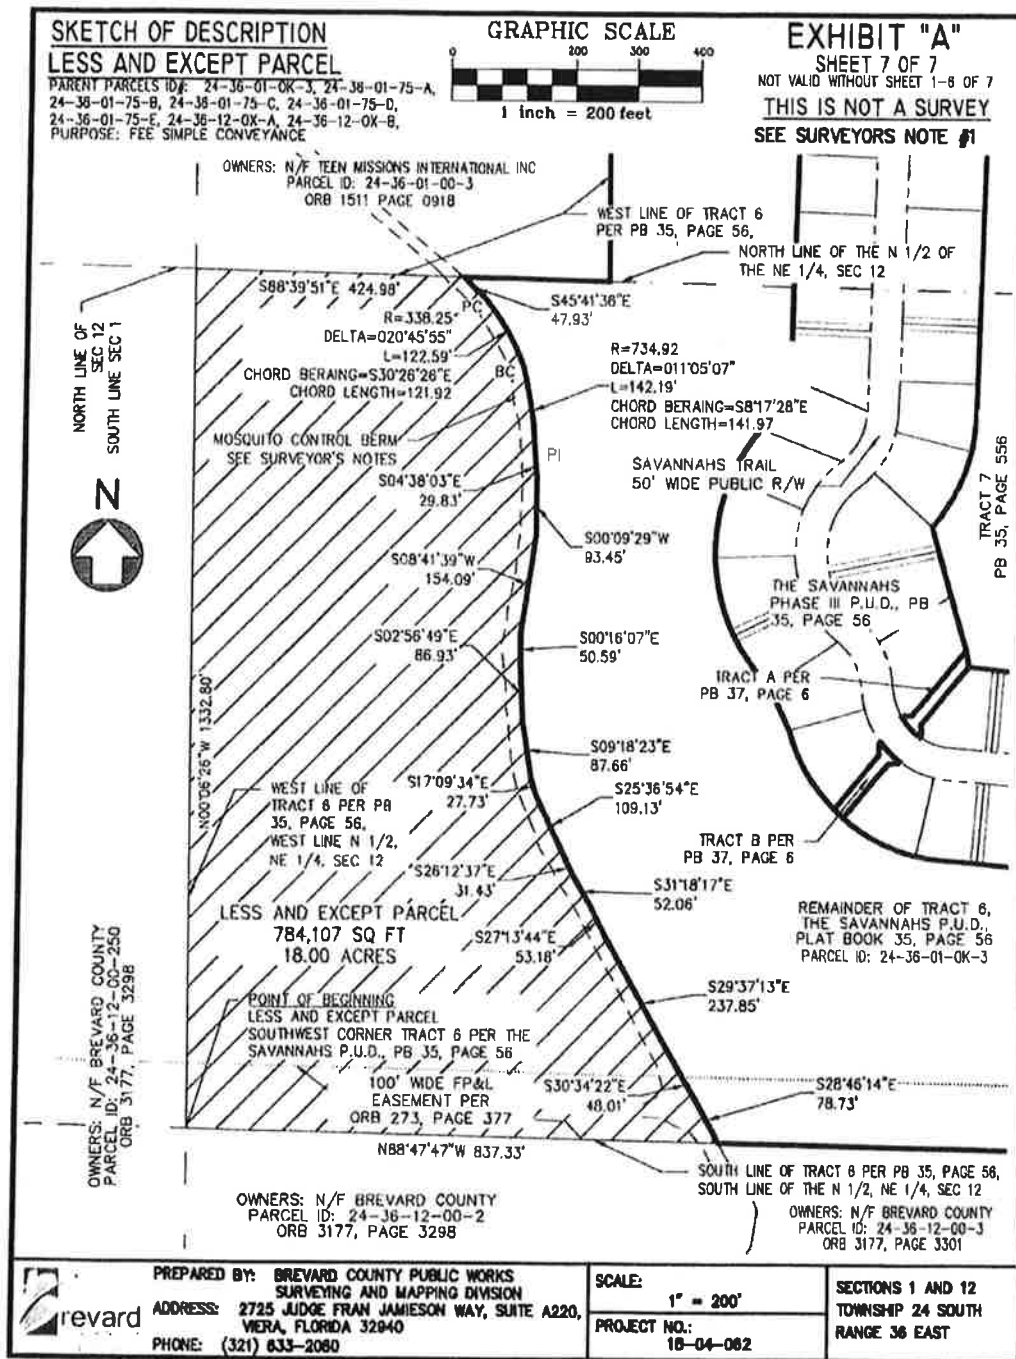 SKETCH OF DESCRIPTION
LESS AND EXCEPT PARCEL
PARENT PARCELS ID#: 24-36-01-0K-3, 24-36-01-75-A,
24-36-01-75-B, 24-36-01-75-C, 24-36-01-75-D,
24-36-01-75-E, 24-36-12-0X-A, 24-36-12-0X-B,
PURPOSE: FEE SIMPLE CONVEYANCE
GRAPHIC SCALE
0 200 300 400
1 inch = 200 feet
EXHIBIT "A"
SHEET 7 OF 7
NOT VALID WITHOUT SHEET 1-6 OF 7
THIS IS NOT A SURVEY
SEE SURVEYORS NOTE #1
OWNERS: N/F TEEN MISSIONS INTERNATIONAL INC
PARCEL ID: 24-36-01-00-3
ORB 1511 PAGE 0918
WEST LINE OF TRACT 6
PER PB 35, PAGE 56,
NORTH LINE OF THE N 1/2 OF
THE NE 1/4, SEC 12
S88°39'51"E 424.98'
S45°41'36"E
47.93'
PC
R=338.25'
DELTA=020°45'55"
L=122.59'
CHORD BERAING=S30°26'26"E
CHORD LENGTH=121.92
BC
R=734.92
DELTA=011°05'07"
L=142.19'
CHORD BERAING=S8°17'28"E
CHORD LENGTH=141.97
NORTH LINE OF
SEC 12
SOUTH LINE SEC 1
N
MOSQUITO CONTROL BERM
SEE SURVEYOR'S NOTES
PI
SAVANNAHS TRAIL
50' WIDE PUBLIC R/W
TRACT 7
PB 35, PAGE 556
S04°38'03"E
29.83'
S00°09'29"W
93.45'
S08°41'39"W
154.09'
THE SAVANNAHS
PHASE III P.U.D., PB
35, PAGE 56
S02°56'49"E
86.93'
S00°16'07"E
50.59'
TRACT A PER
PB 37, PAGE 6
N00°06'26"W 1332.80'
S09°18'23"E
87.66'
S17°09'34"E
27.73'
S25°36'54"E
109.13'
WEST LINE OF
TRACT 6 PER PB
35, PAGE 56,
WEST LINE N 1/2,
NE 1/4, SEC 12
TRACT B PER
PB 37, PAGE 6
S26°12'37"E
31.43'
S31°18'17"E
52.06'
LESS AND EXCEPT PARCEL
784,107 SQ FT
18.00 ACRES
S27°13'44"E
53.18'
REMAINDER OF TRACT 6,
THE SAVANNAHS P.U.D.,
PLAT BOOK 35, PAGE 56
PARCEL ID: 24-36-01-0K-3
OWNERS: N/F BREVARD COUNTY
PARCEL ID: 24-36-12-00-250
ORB 3177, PAGE 3298
S29°37'13"E
237.85'
POINT OF BEGINNING
LESS AND EXCEPT PARCEL
SOUTHWEST CORNER TRACT 6 PER THE
SAVANNAHS P.U.D., PB 35, PAGE 56
100' WIDE FP&L
EASEMENT PER
ORB 273, PAGE 377
S30°34'22"E
48.01'
S28°46'14"E
78.73'
N88°47'47"W 837.33'
SOUTH LINE OF TRACT 6 PER PB 35, PAGE 56,
SOUTH LINE OF THE N 1/2, NE 1/4, SEC 12
OWNERS: N/F BREVARD COUNTY
PARCEL ID: 24-36-12-00-2
ORB 3177, PAGE 3298
OWNERS: N/F BREVARD COUNTY
PARCEL ID: 24-36-12-00-3
ORB 3177, PAGE 3301
Brevard
PREPARED BY: BREVARD COUNTY PUBLIC WORKS
SURVEYING AND MAPPING DIVISION
ADDRESS: 2725 JUDGE FRAN JAMIESON WAY, SUITE A220,
VIERA, FLORIDA 32940
PHONE: (321) 633-2080
SCALE:
1" = 200'
PROJECT NO.:
18-04-062
SECTIONS 1 AND 12
TOWNSHIP 24 SOUTH
RANGE 36 EAST